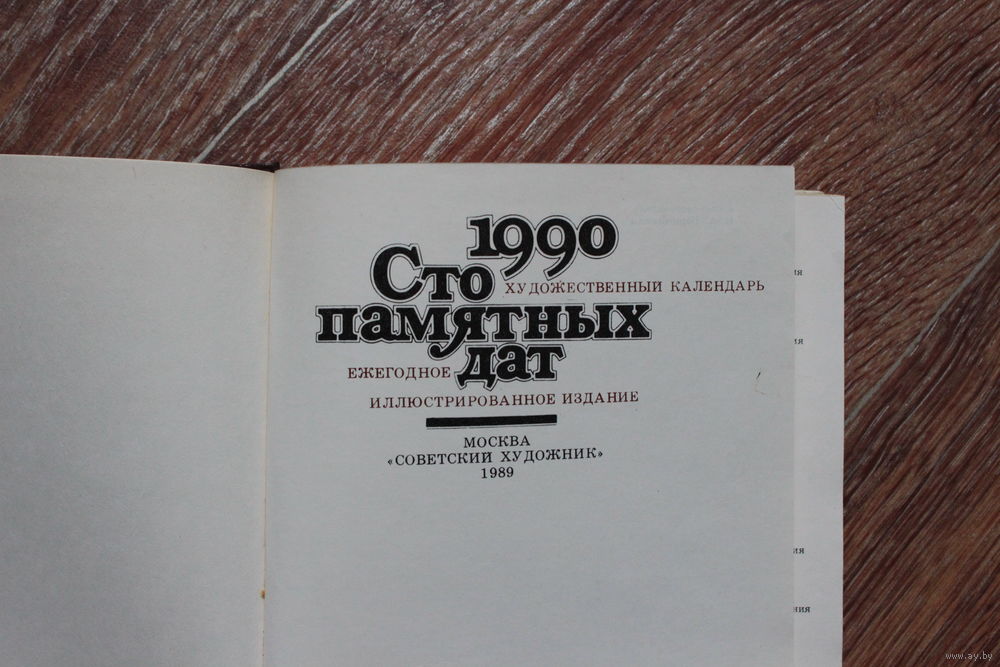 1990
Сто
ХУДОЖЕСТВЕННЫЙ КАЛЕНДАРЬ
памятных
дат
ЕЖЕГОДНОЕ
ИЛЛЮСТРИРОВАННОЕ ИЗДАНИЕ
МОСКВА
«СОВЕТСКИЙ ХУДОЖНИК»
1989
www.ay.by